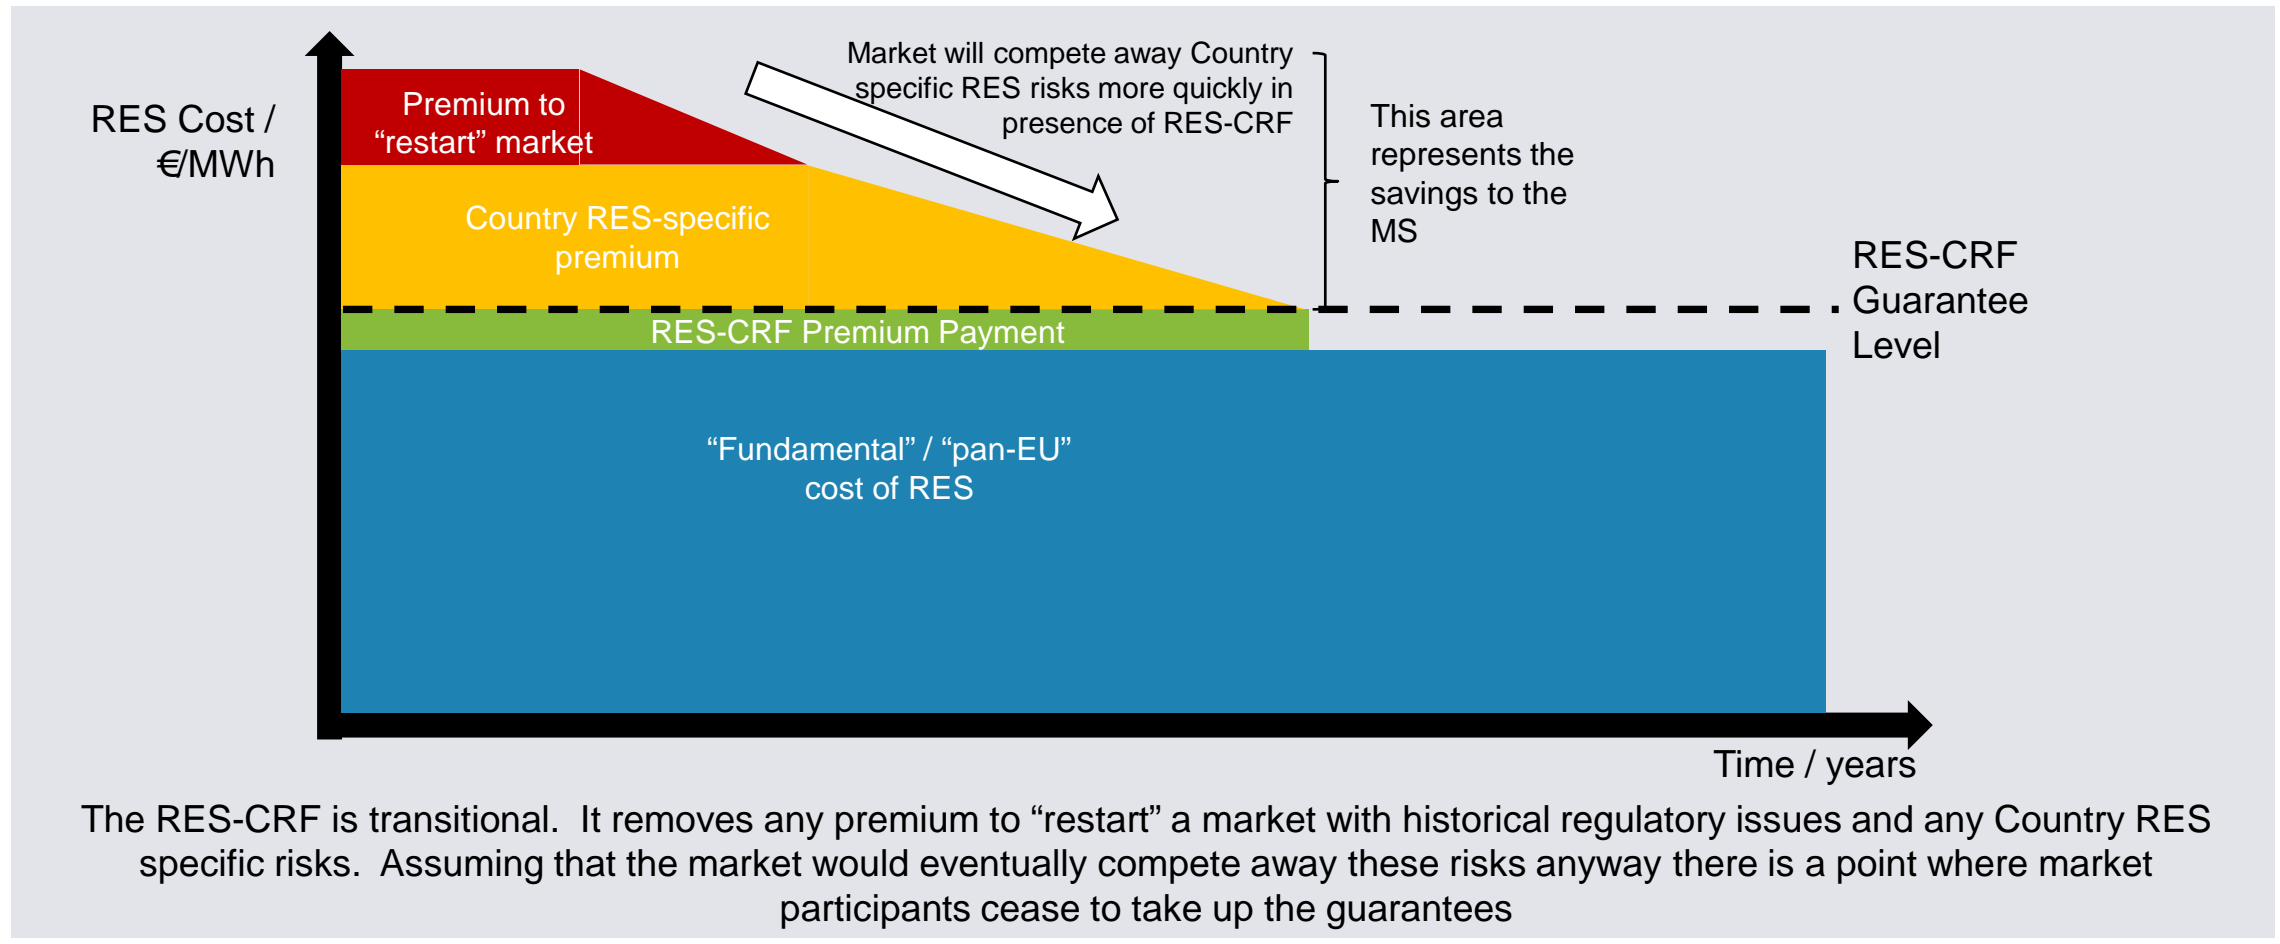 RES Cost /
€/MWh
Premium to
“restart” market
Market will compete away Country
specific RES risks more quickly in
presence of RES-CRF
This area
represents the
savings to the
MS
Country RES-specific
premium
RES-CRF
Guarantee
Level
RES-CRF Premium Payment
“Fundamental” / “pan-EU”
cost of RES
Time / years
The RES-CRF is transitional.  It removes any premium to “restart” a market with historical regulatory issues and any Country RES
specific risks.  Assuming that the market would eventually compete away these risks anyway there is a point where market
participants cease to take up the guarantees